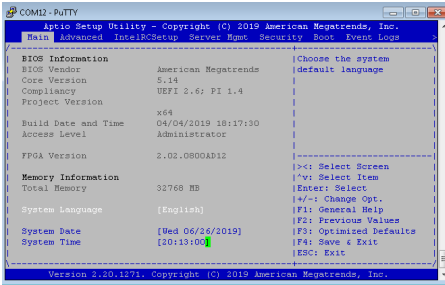 COM12 - PuTTY
Aptio Setup Utility - Copyright (C) 2019 American Megatrends, Inc.
Main Advanced IntelRCSetup Server Mgmt Security Boot Event Logs >
BIOS Information
Choose the system
BIOS Vendor American Megatrends
default language
Core Version 5.14
Compliancy UEFI 2.6; PI 1.4
Project Version
x64
Build Date and Time 04/04/2019 18:17:30
Access Level Administrator
FPGA Version 2.02.0800AD12
><: Select Screen
Memory Information
^v: Select Item
Total Memory 32768 MB
Enter: Select
+/-: Change Opt.
System Language [English]
F1: General Help
F2: Previous Values
System Date [Wed 06/26/2019]
F3: Optimized Defaults
System Time [20:13:00]
F4: Save & Exit
ESC: Exit
Version 2.20.1271. Copyright (C) 2019 American Megatrends, Inc.